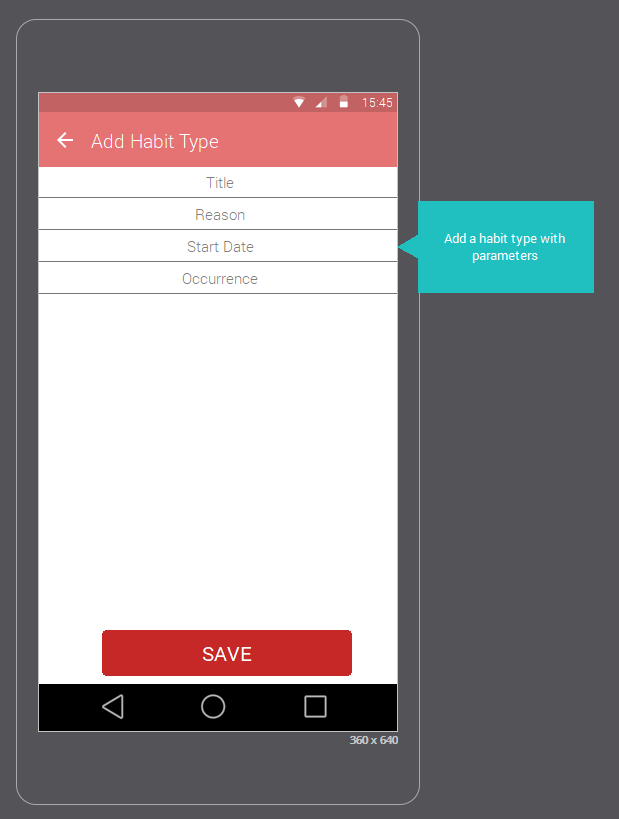 15:45
Add Habit Type
Title
Reason
Start Date
Occurrence
Add a habit type with
parameters
SAVE
360 x 640